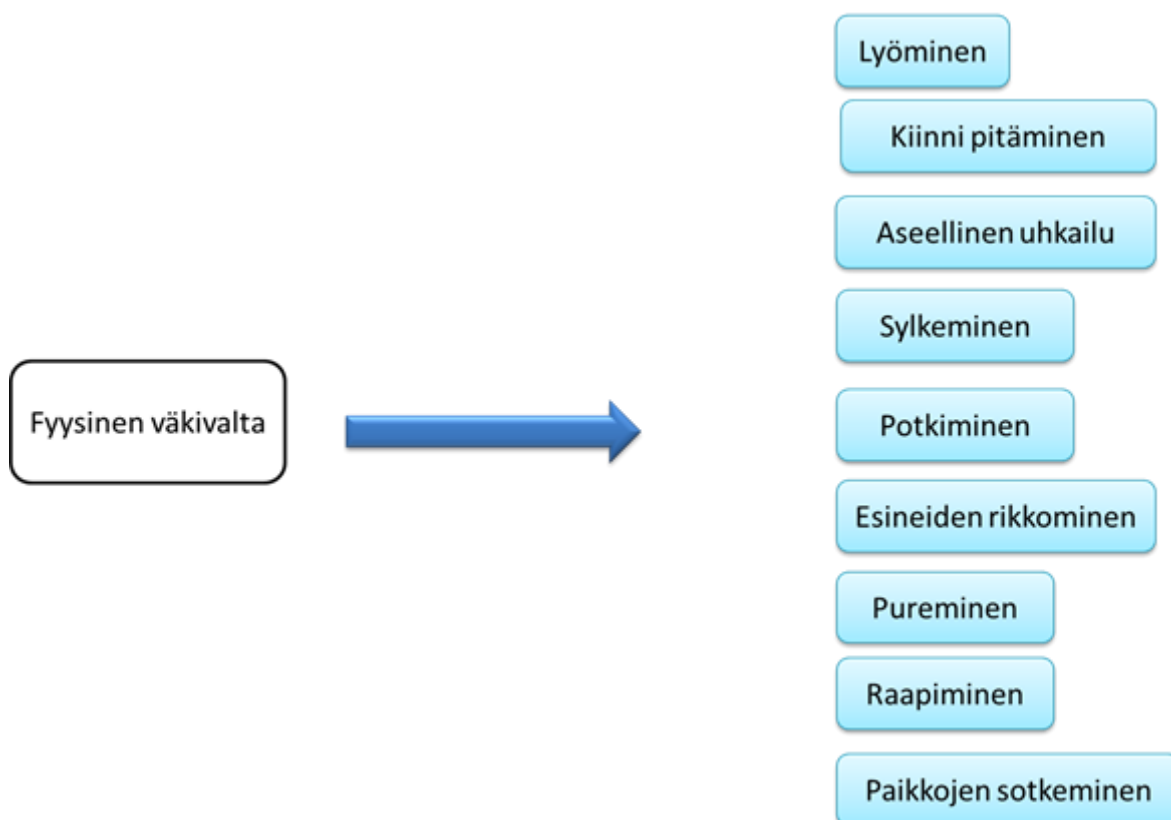 Lyöminen
Kiinni pitäminen
Aseellinen uhkailu
Sylkeminen
Fyysinen väkivalta
Potkiminen
Esineiden rikkominen
Pureminen
Raapiminen
Paikkojen sotkeminen